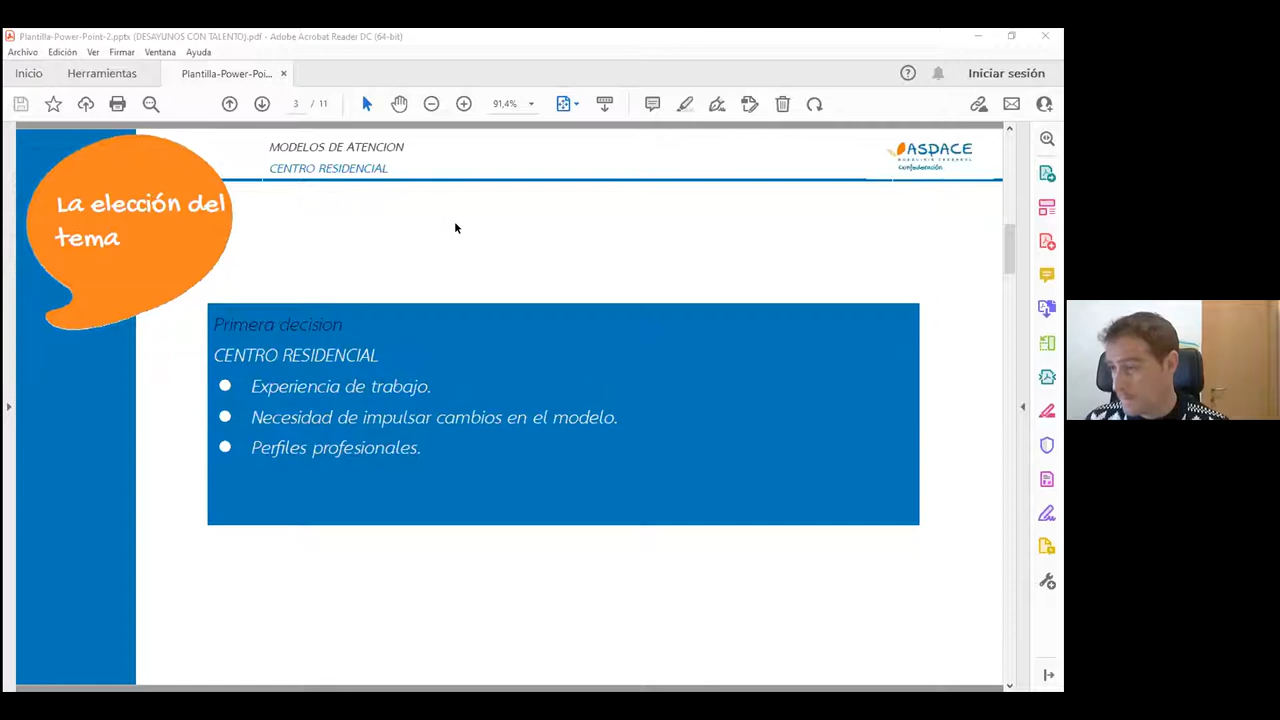 Plantilla-Power-Point-2.pptx (DESAYUNOS CON TALENTO).pdf - Adobe Acrobat Reader DC (64-bit)
Archivo Edición Ver Firmar Ventana Ayuda
Inicio Herramientas Plantilla-Power-Poi... × Iniciar sesión
3 / 11 91,4%
MODELOS DE ATENCION
CENTRO RESIDENCIAL
ASPACE
Confederación
La elección del
tema
Primera decision
CENTRO RESIDENCIAL
● Experiencia de trabajo.
● Necesidad de impulsar cambios en el modelo.
● Perfiles profesionales.